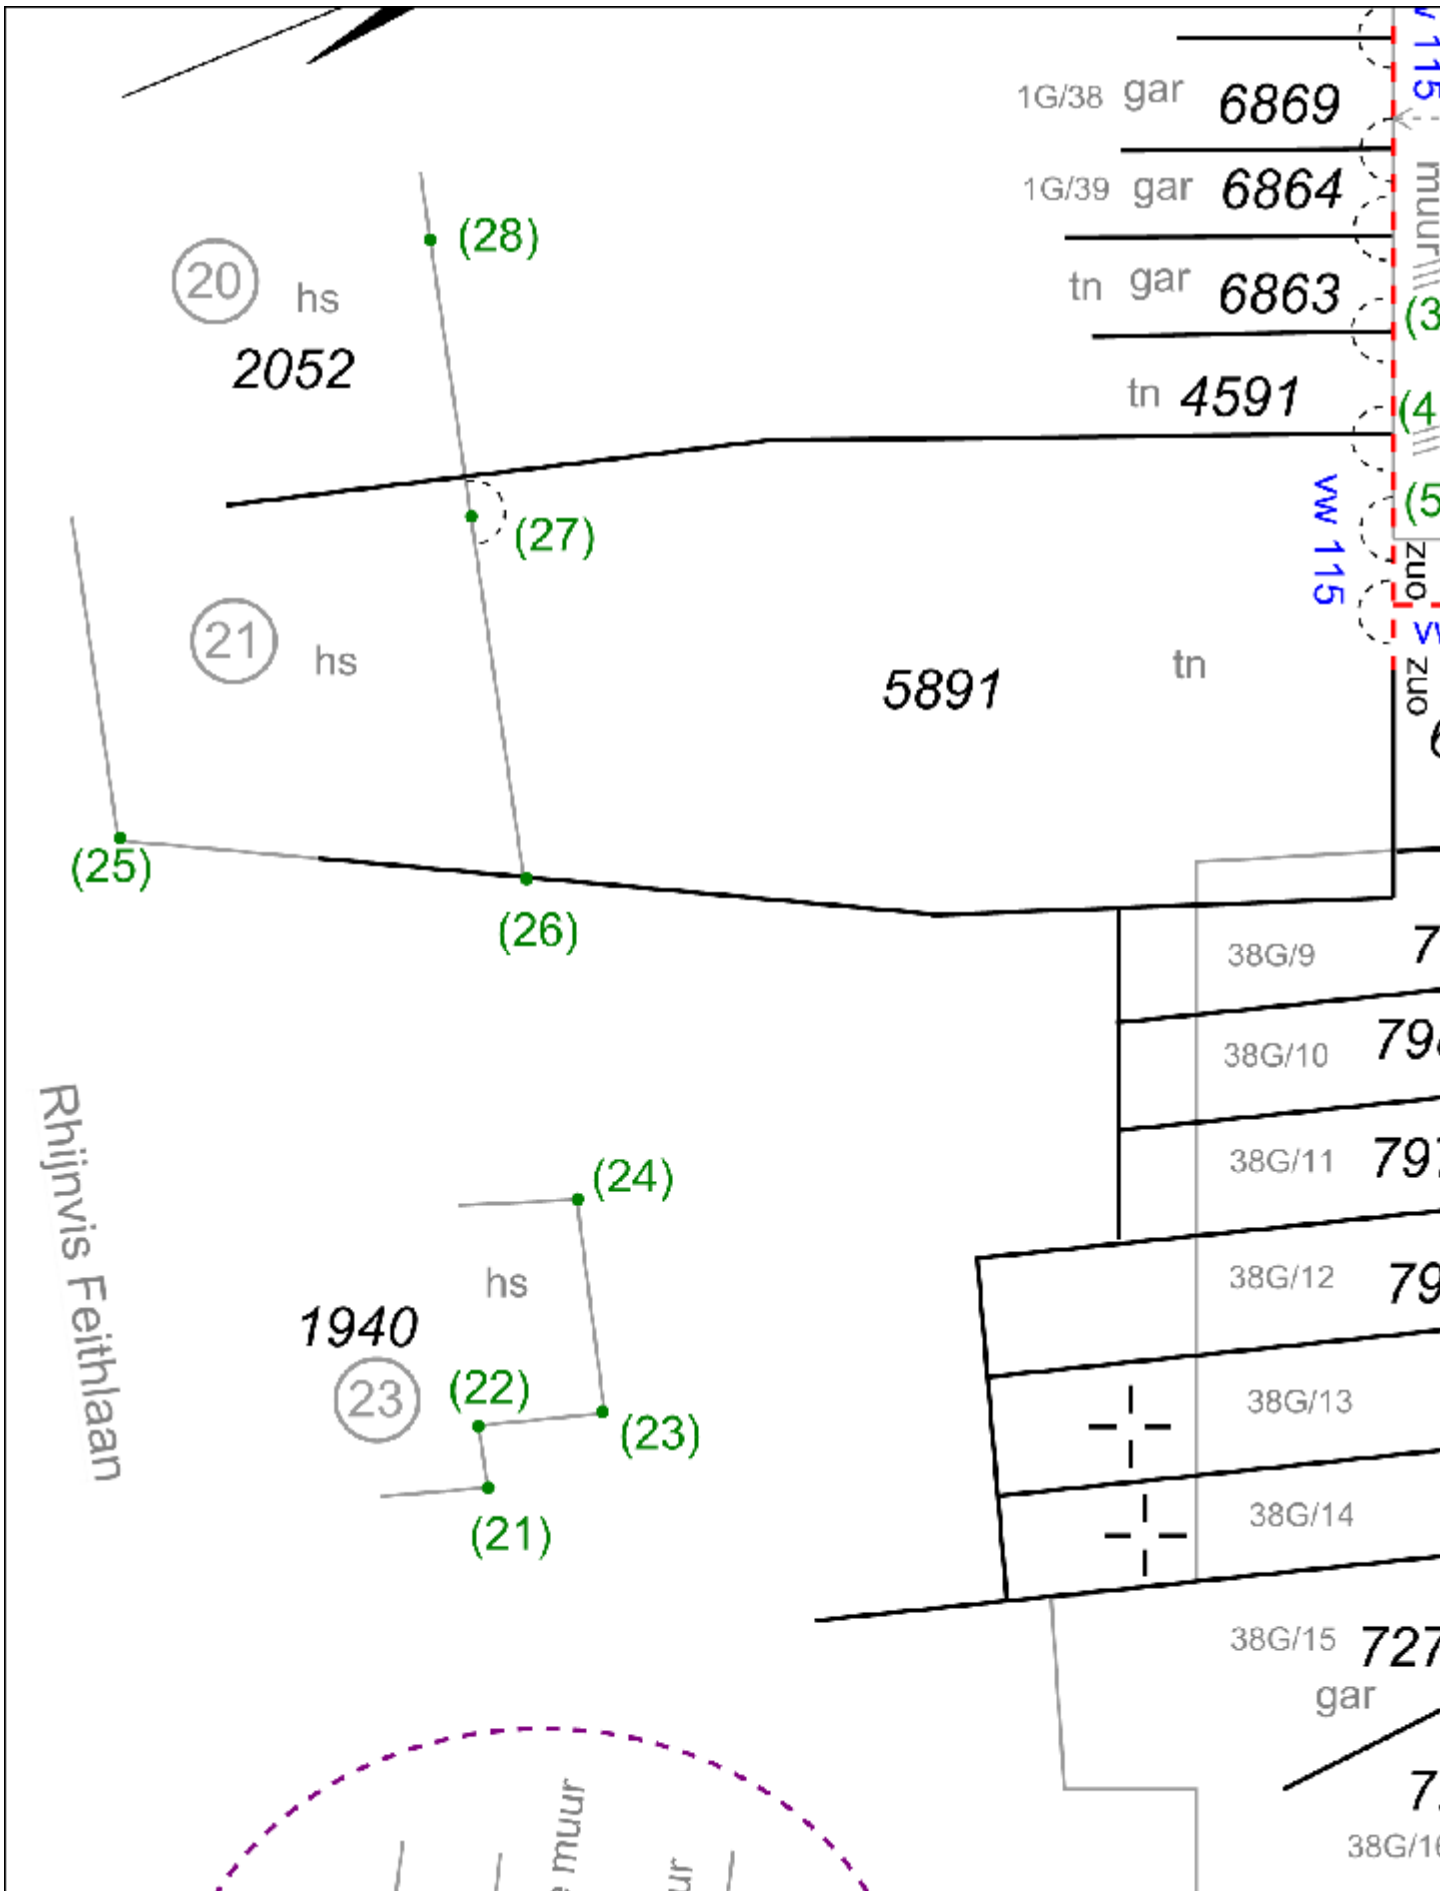 115
1G/38 gar 6869
muur
1G/39 gar 6864
(28)
20 hs
tn gar 6863
2052
tn 4591
vw 115
(27)
zuo
21 hs
5891
tn
zuo
(25)
(26)
38G/9
38G/10
38G/11
Rhijnvis Feithlaan
(24)
hs
38G/12
1940
(22)
23
(23)
38G/13
(21)
38G/14
38G/15
gar
muur